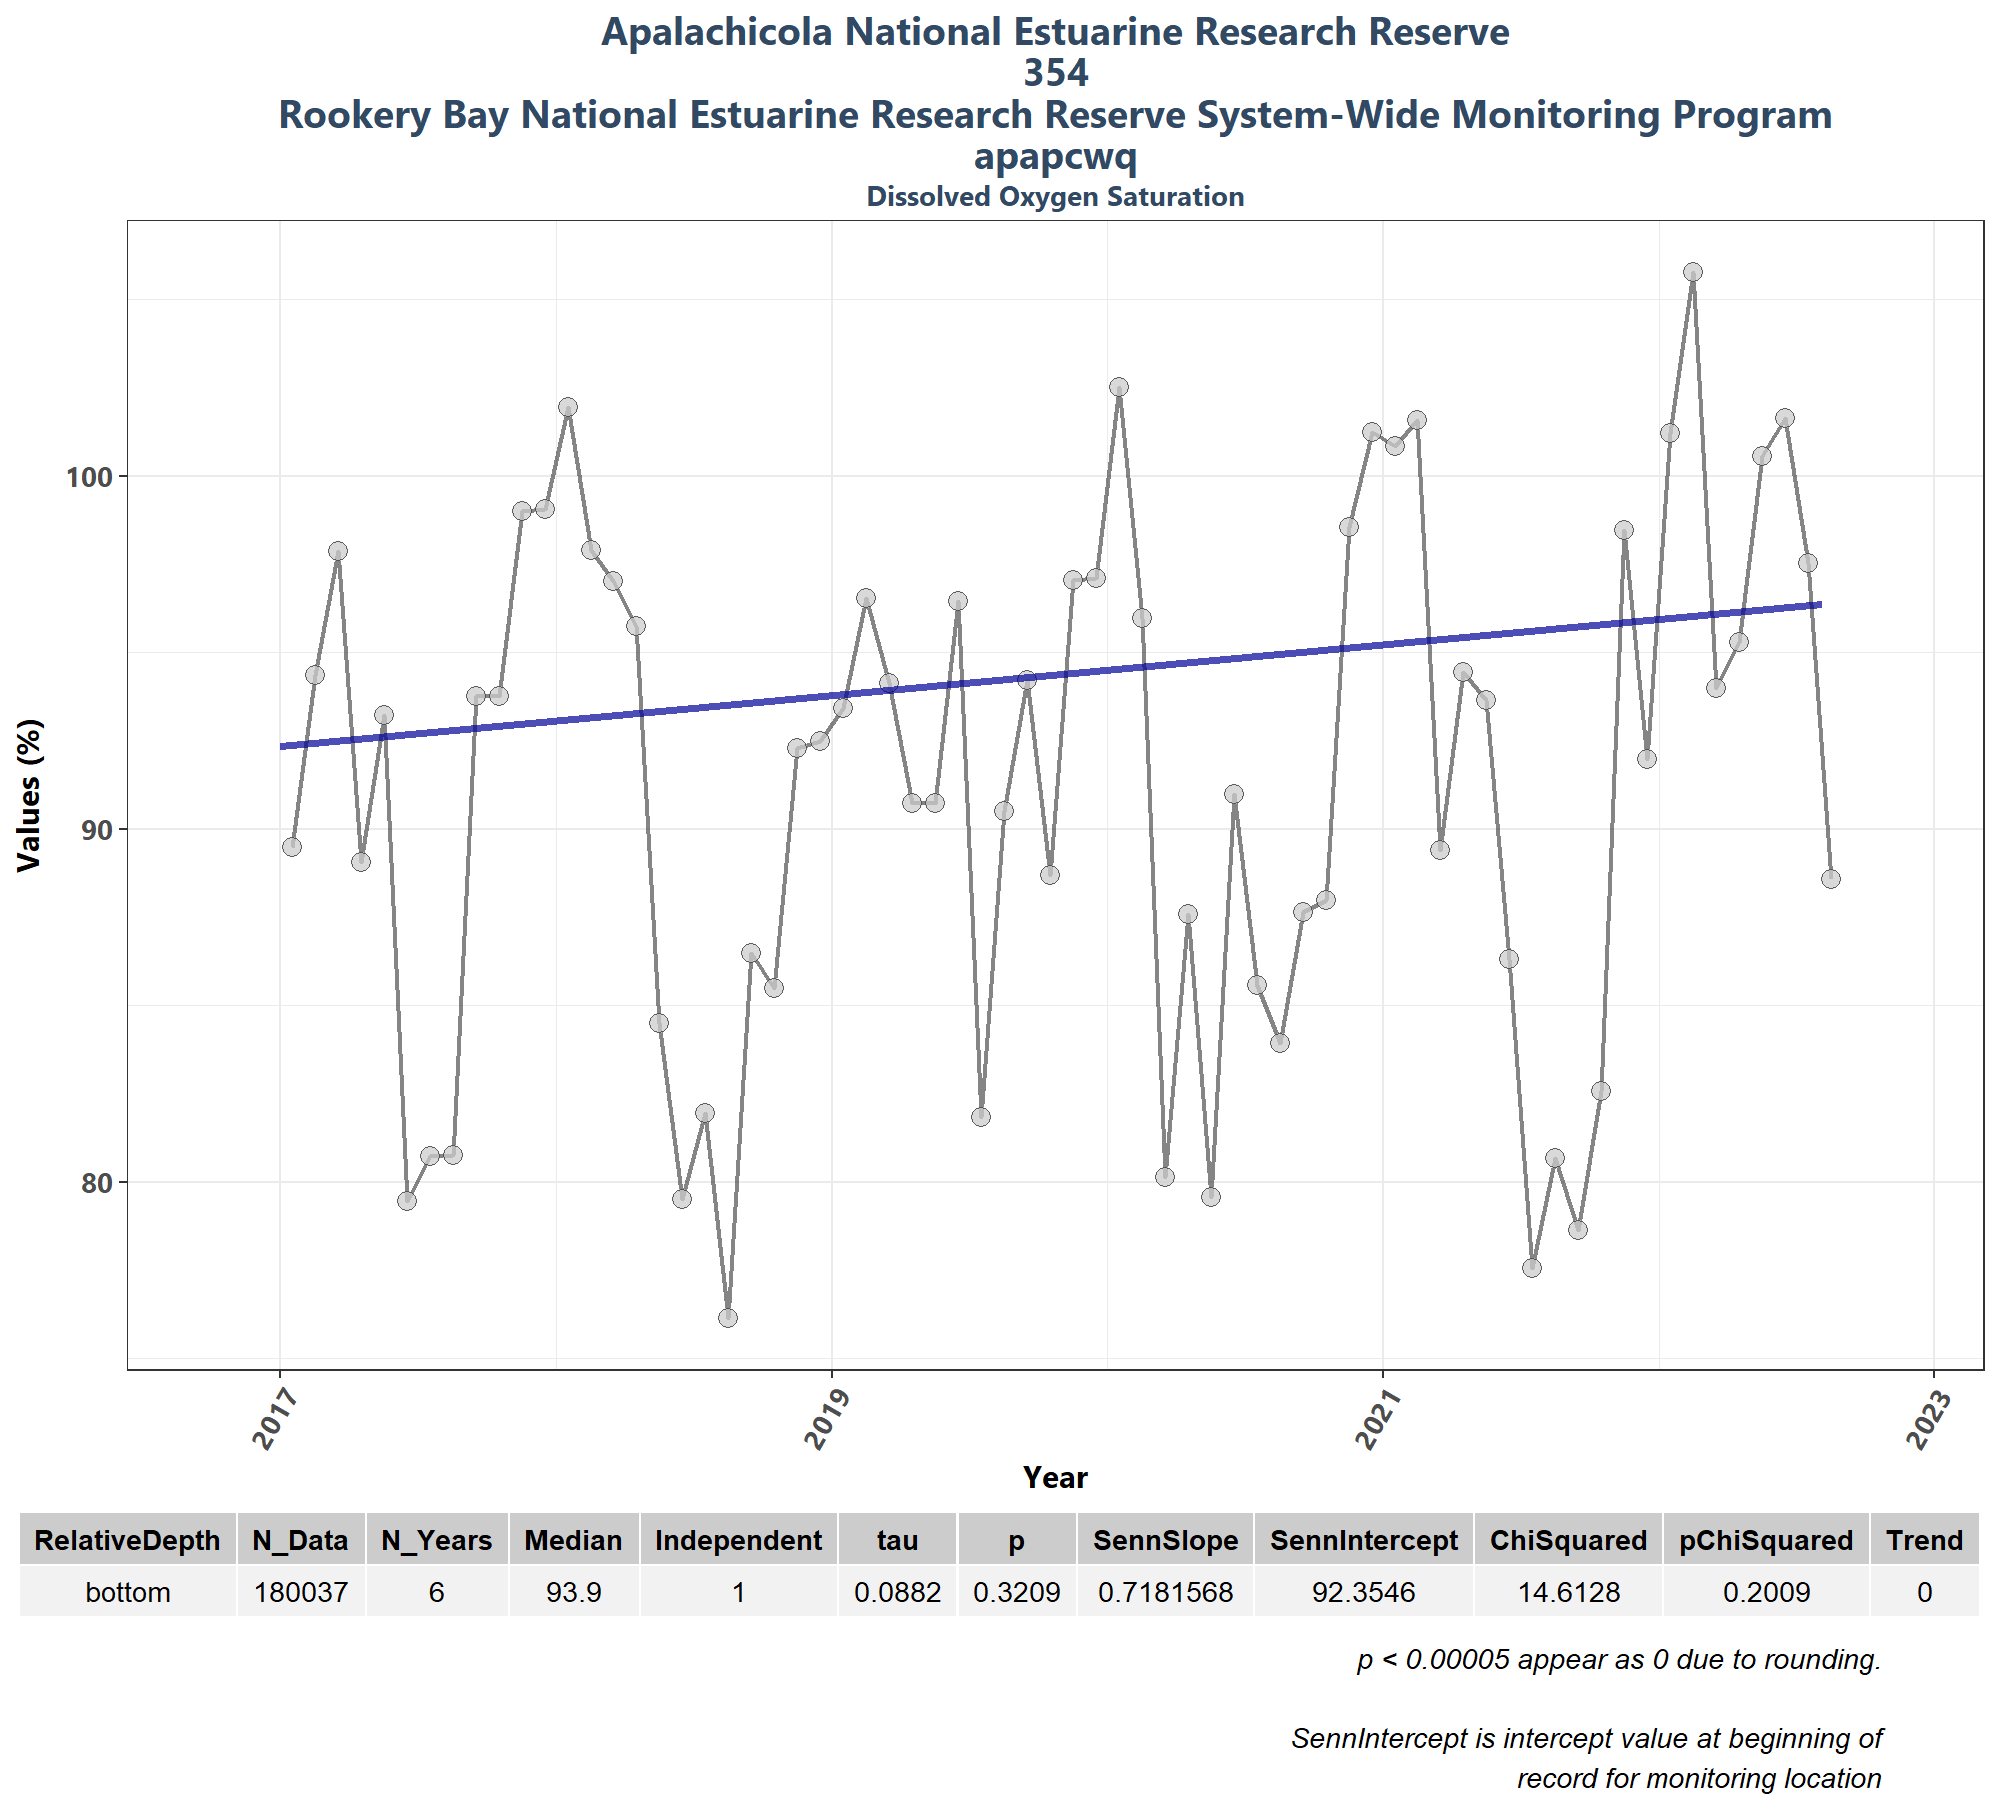 Apalachicola National Estuarine Research Reserve
354
Rookery Bay National Estuarine Research Reserve System-Wide Monitoring Program
apapcwq
Dissolved Oxygen Saturation
Values (%)
100
90
80
2017
2019
2021
2023
Year
RelativeDepth N_Data N_Years Median Independent tau p SennSlope SennIntercept ChiSquared pChiSquared Trend
bottom 180037 6 93.9 1 0.0882 0.3209 0.7181568 92.3546 14.6128 0.2009 0
p < 0.00005 appear as 0 due to rounding.
SennIntercept is intercept value at beginning of
record for monitoring location